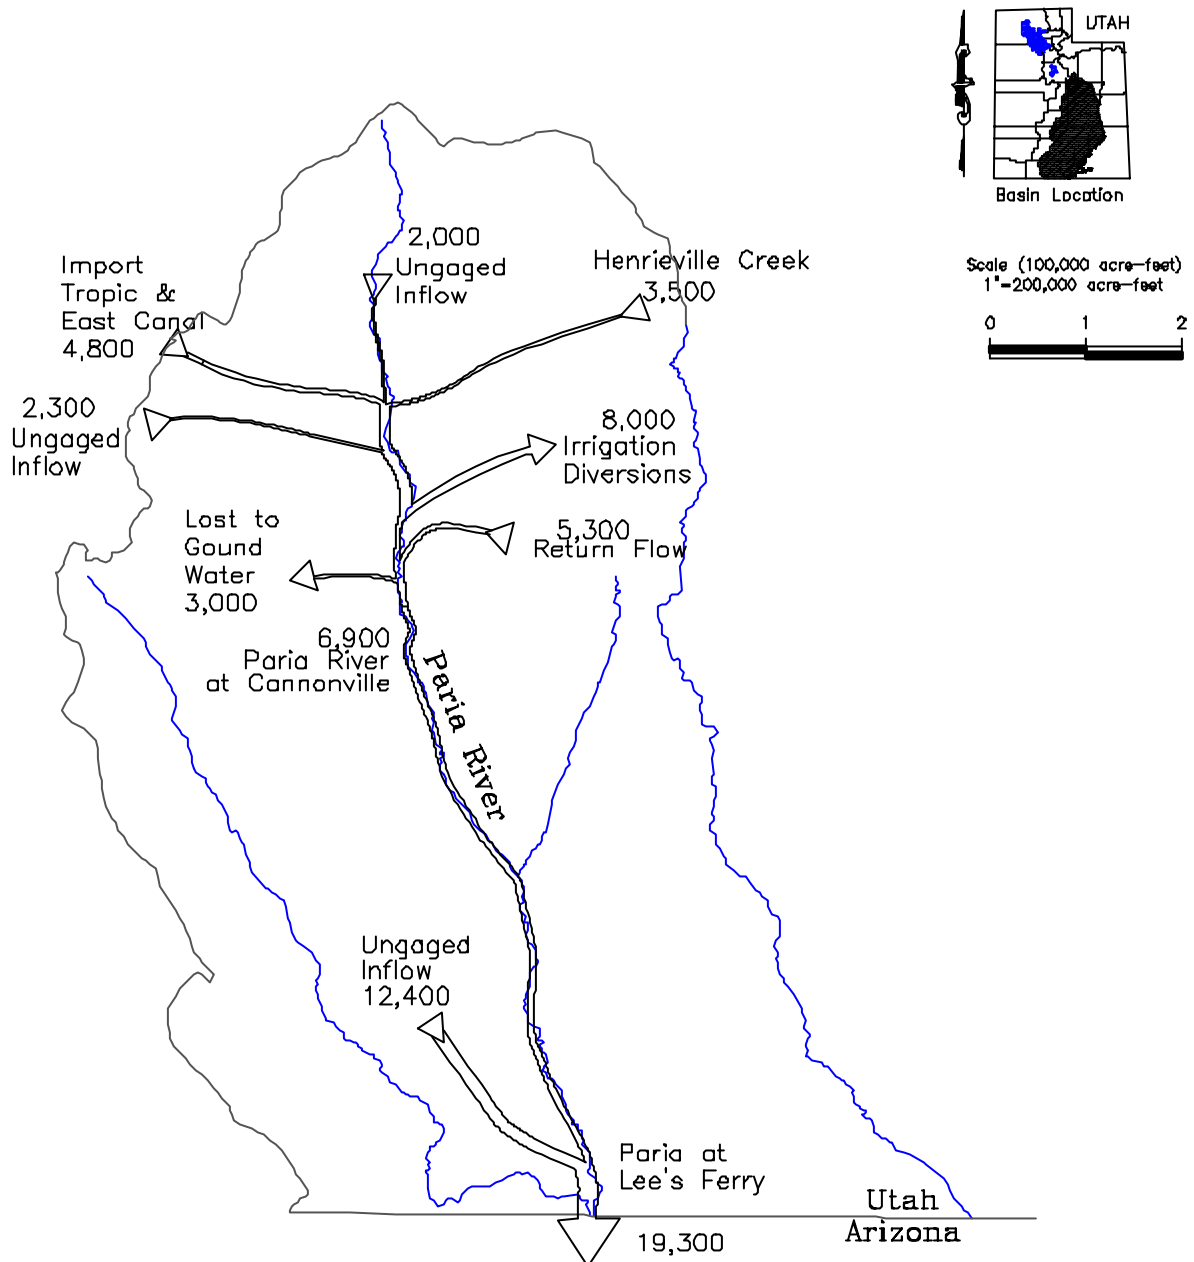 UTAH
Basin Location
Scale (100,000 acre-feet)
1"=200,000 acre-feet
0 1 2
2,000
Ungaged
Inflow
Henrieville Creek
3,500
Import
Tropic &
East Canal
4,800
2,300
Ungaged
Inflow
8,000
Irrigation
Diversions
5,300
Return Flow
Lost to
Gound
Water
3,000
6,900
Paria River
at Cannonville
Paria River
Ungaged
Inflow
12,400
Paria at
Lee's Ferry
Utah
Arizona
19,300